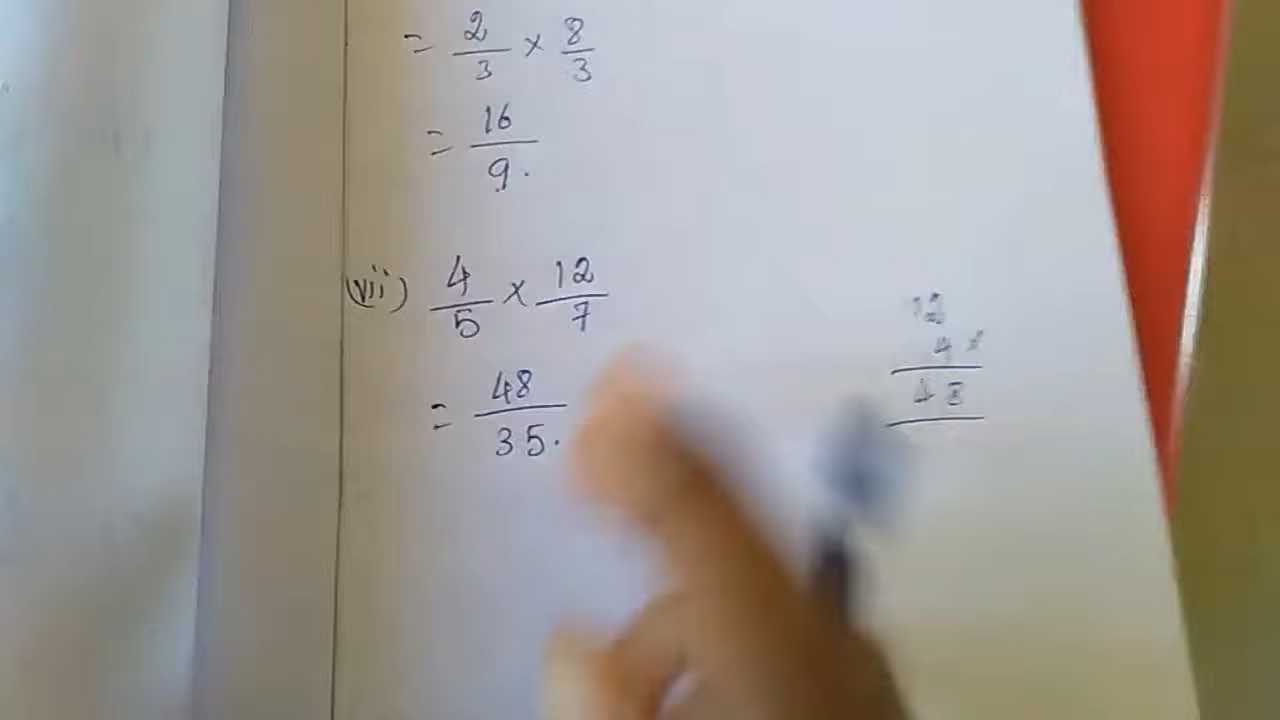 = 2/3 × 8/3
= 16/9.
(vii) 4/5 × 12/7
= 48/35.
12
4 ×
48